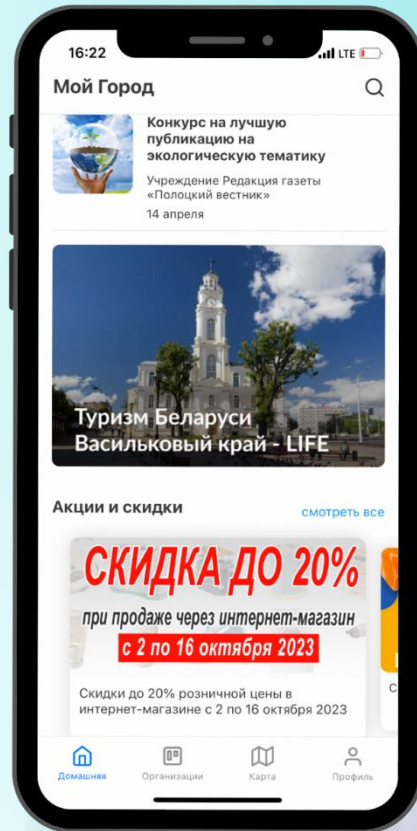 16:22
LTE
Мой Город
Конкурс на лучшую
публикацию на
экологическую тематику
Учреждение Редакция газеты
«Полоцкий вестник»
14 апреля
Туризм Беларуси
Васильковый край - LIFE
Акции и скидки
смотреть все
СКИДКА ДО 20%
при продаже через интернет-магазин
с 2 по 16 октября 2023
Скидки до 20% розничной цены в
интернет-магазине с 2 по 16 октября 2023
Домашняя
Организации
Карта
Профиль